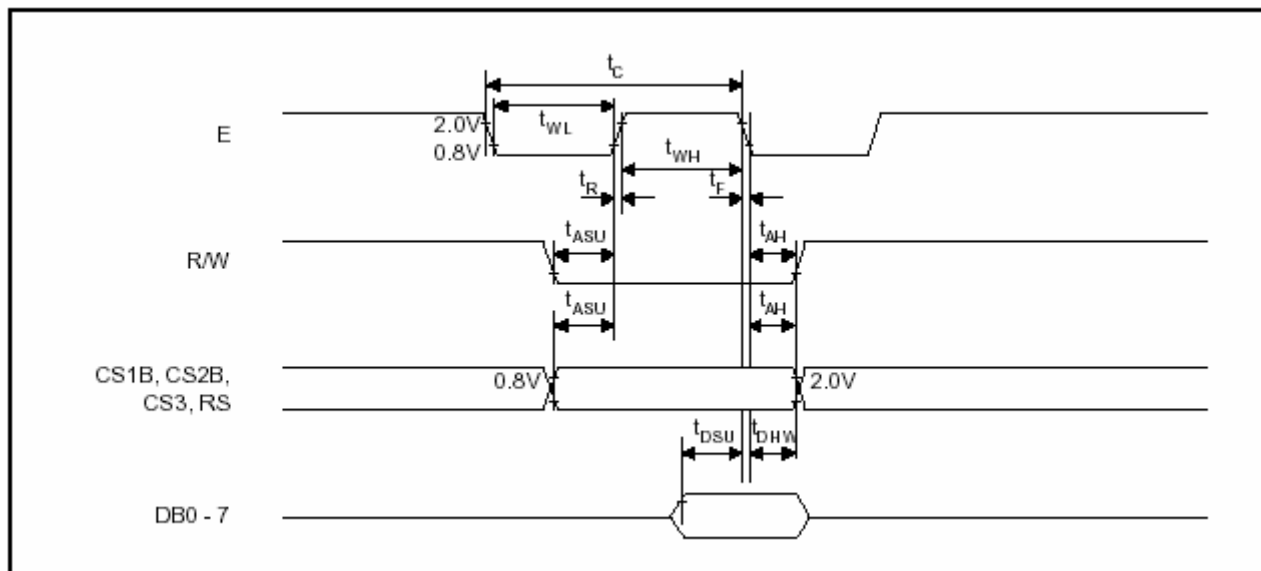 tC
E
2.0V
tWL
0.8V
tWH
tR
tF
tASU
tAH
R/W
tASU
tAH
CS1B, CS2B,
0.8V
2.0V
CS3, RS
tDSU
tDHW
DB0 - 7